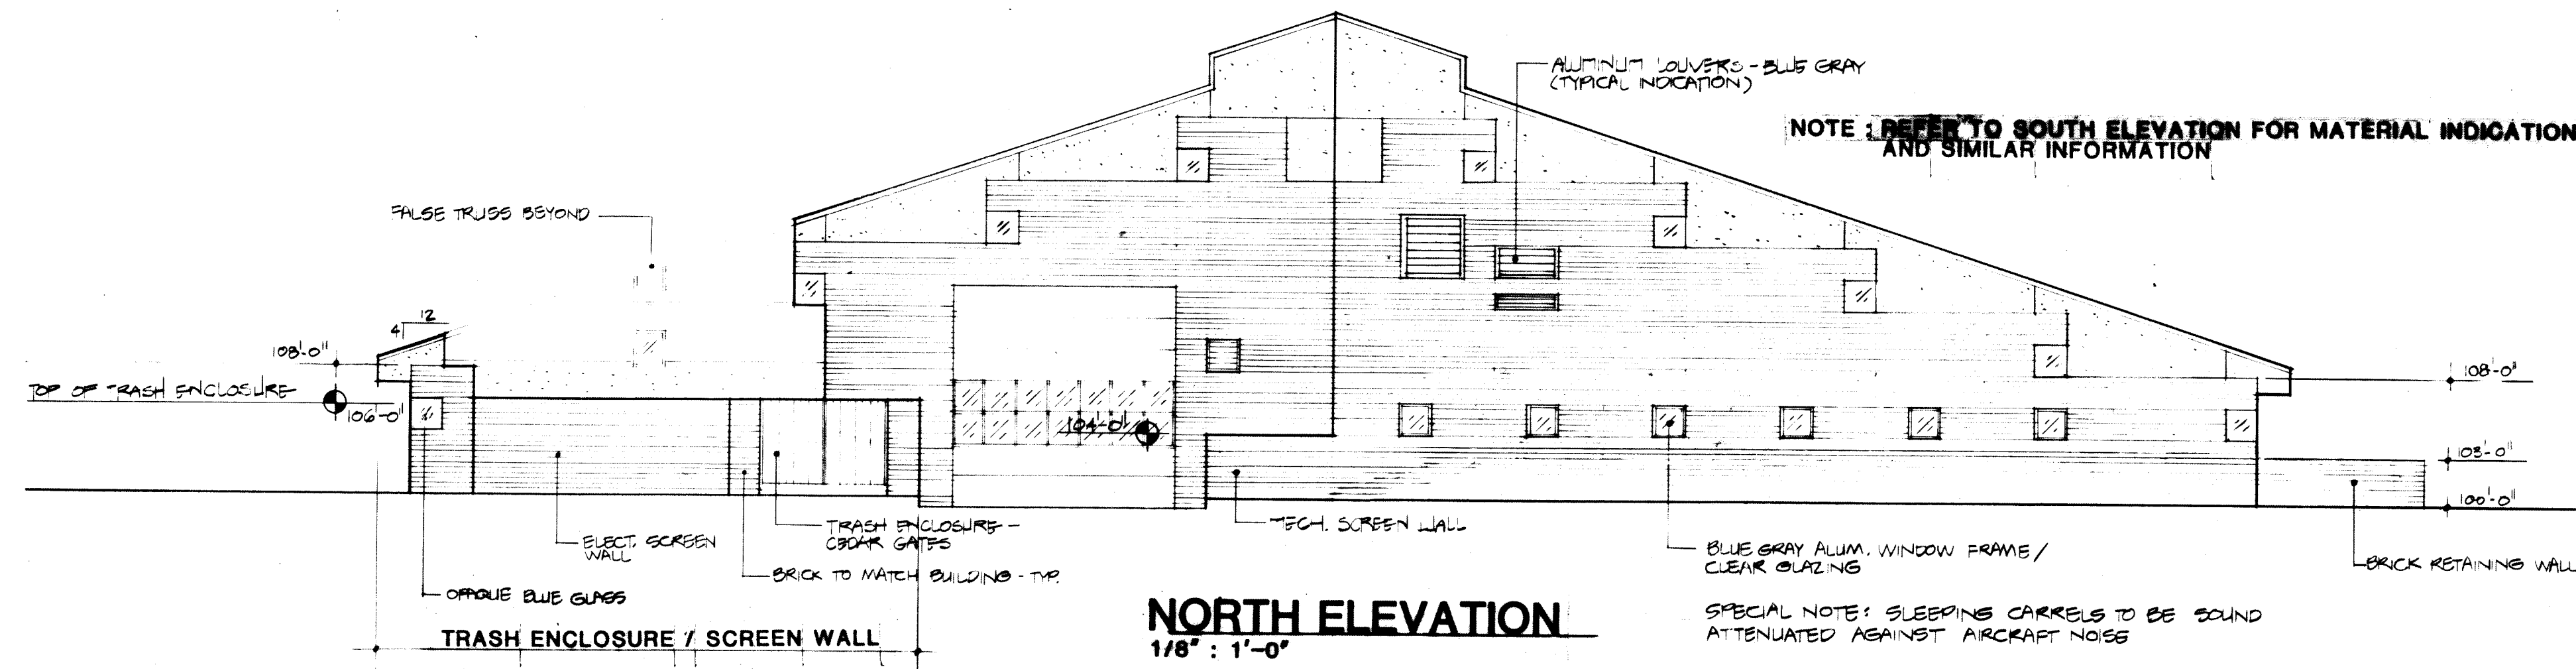 ALUMINUM LOUVERS - BLUE GRAY
(TYPICAL INDICATION)
NOTE : REFER TO SOUTH ELEVATION FOR MATERIAL INDICATION
AND SIMILAR INFORMATION
FALSE TRUSS BEYOND
12
4
108'-0"
TOP OF TRASH ENCLOSURE
106'-0"
104'-0"
108'-0"
103'-0"
100'-0"
TRASH ENCLOSURE -
CEDAR GATES
ELECT. SCREEN
WALL
BRICK TO MATCH BUILDING - TYP.
OPAQUE BLUE GLASS
MECH. SCREEN WALL
BLUE GRAY ALUM. WINDOW FRAME /
CLEAR GLAZING
BRICK RETAINING WALL
SPECIAL NOTE: SLEEPING CARRELS TO BE SOUND
ATTENUATED AGAINST AIRCRAFT NOISE
TRASH ENCLOSURE / SCREEN WALL
NORTH ELEVATION
1/8" : 1'-0"